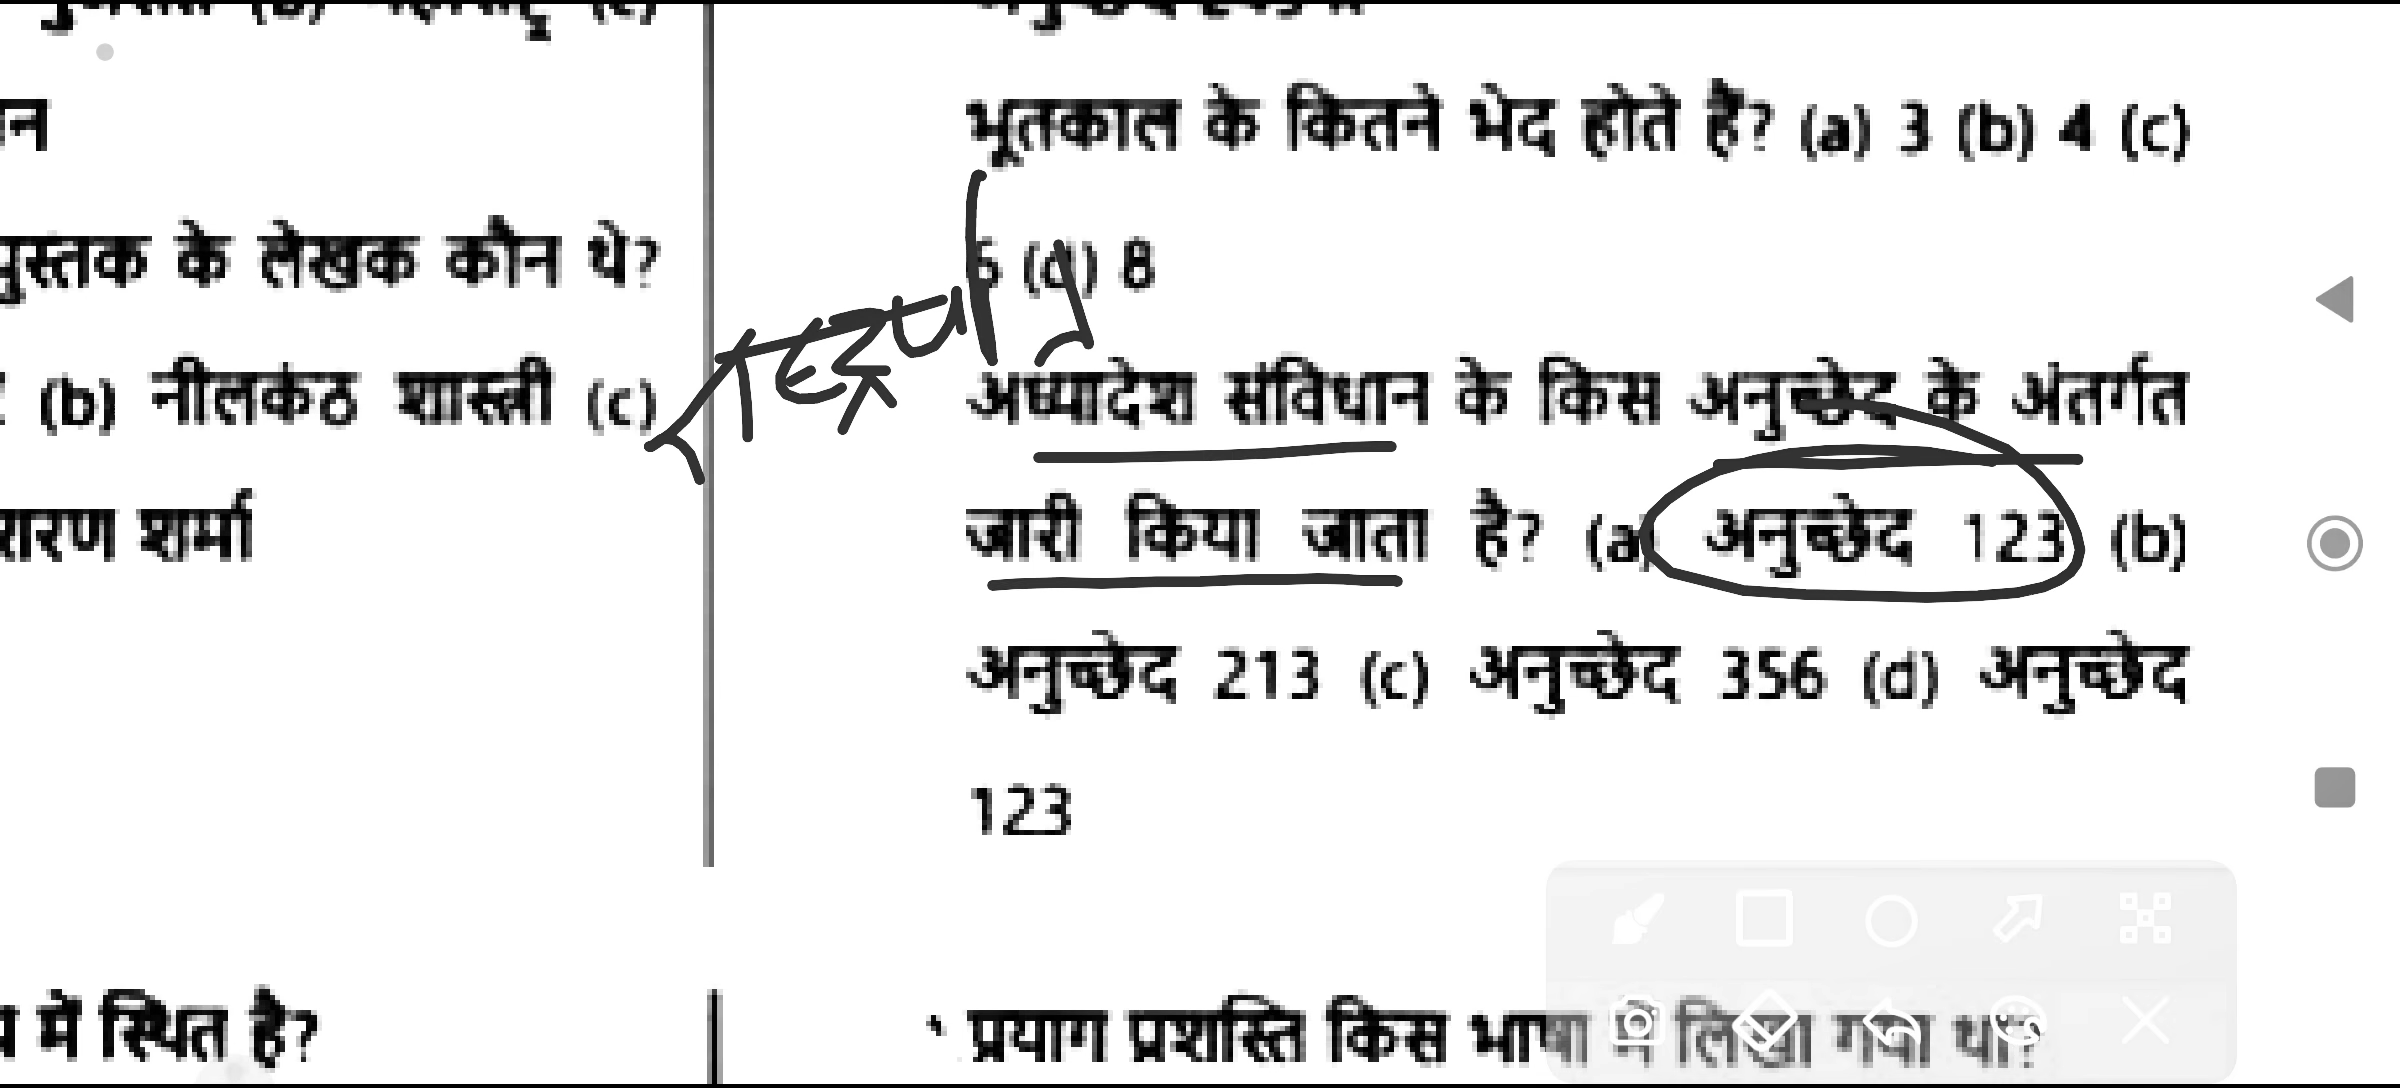 न
पुस्तक के लेखक कौन थे?
(b) नीलकंठ शास्त्री (c)
शरण शर्मा
में स्थित है?
भूतकाल के कितने भेद होते हैं? (a) 3 (b) 4 (c)
6 (d) 8
अध्यादेश संविधान के किस अनुच्छेद के अंतर्गत
जारी किया जाता है? (a) अनुच्छेद 123 (b)
अनुच्छेद 213 (c) अनुच्छेद 356 (d) अनुच्छेद
123
प्रयाग प्रशस्ति किस भाषा में लिखा गया था?